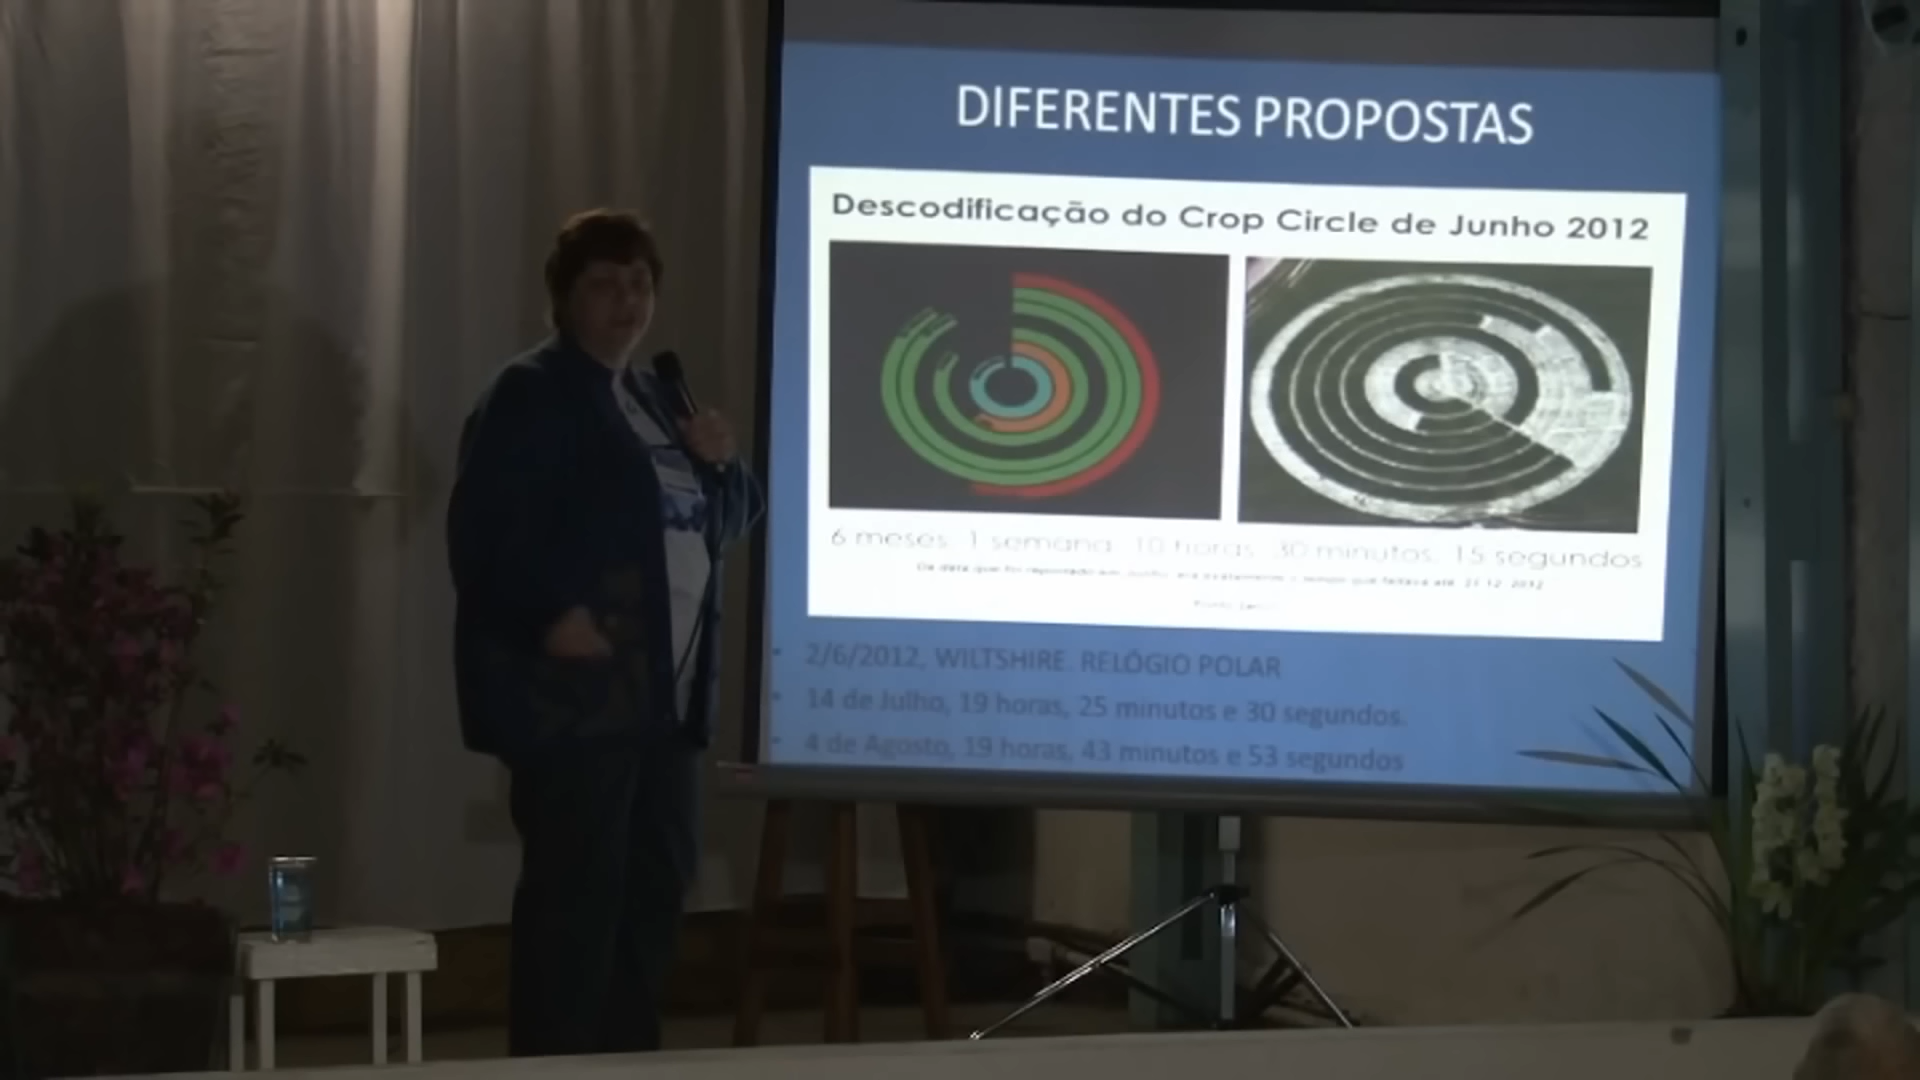 DIFERENTES PROPOSTAS
Descodificação do Crop Circle de Junho 2012
6 meses, 1 semana, 10 horas, 30 minutos, 15 segundos
2/6/2012, WILTSHIRE. RELÓGIO POLAR
14 de Julho, 19 horas, 25 minutos e 30 segundos.
4 de Agosto, 19 horas, 43 minutos e 53 segundos